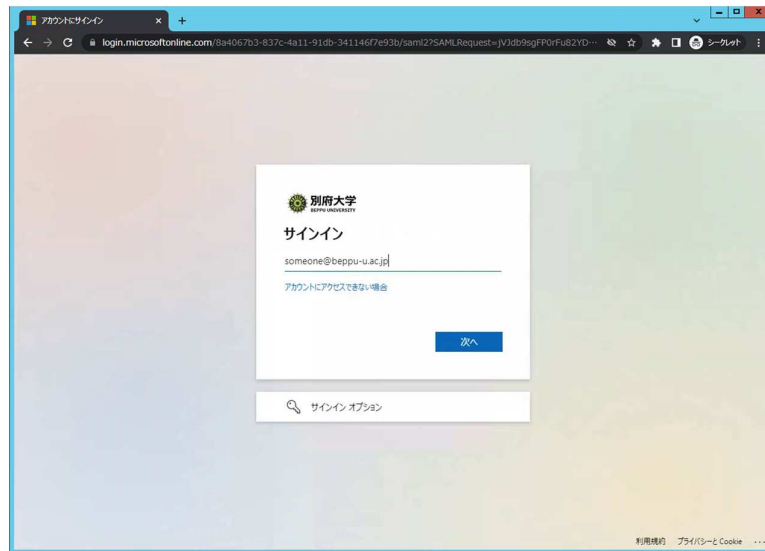 アカウントにサインイン
login.microsoftonline.com/8a4067b3-837c-4a11-91db-341146f7e93b/saml2?SAMLRequest=jVJdb9sgFP0rFu82YD… シークレット
別府大学
BEPPU UNIVERSITY
サインイン
someone@beppu-u.ac.jp
アカウントにアクセスできない場合
次へ
サインイン オプション
利用規約 プライバシーと Cookie ...